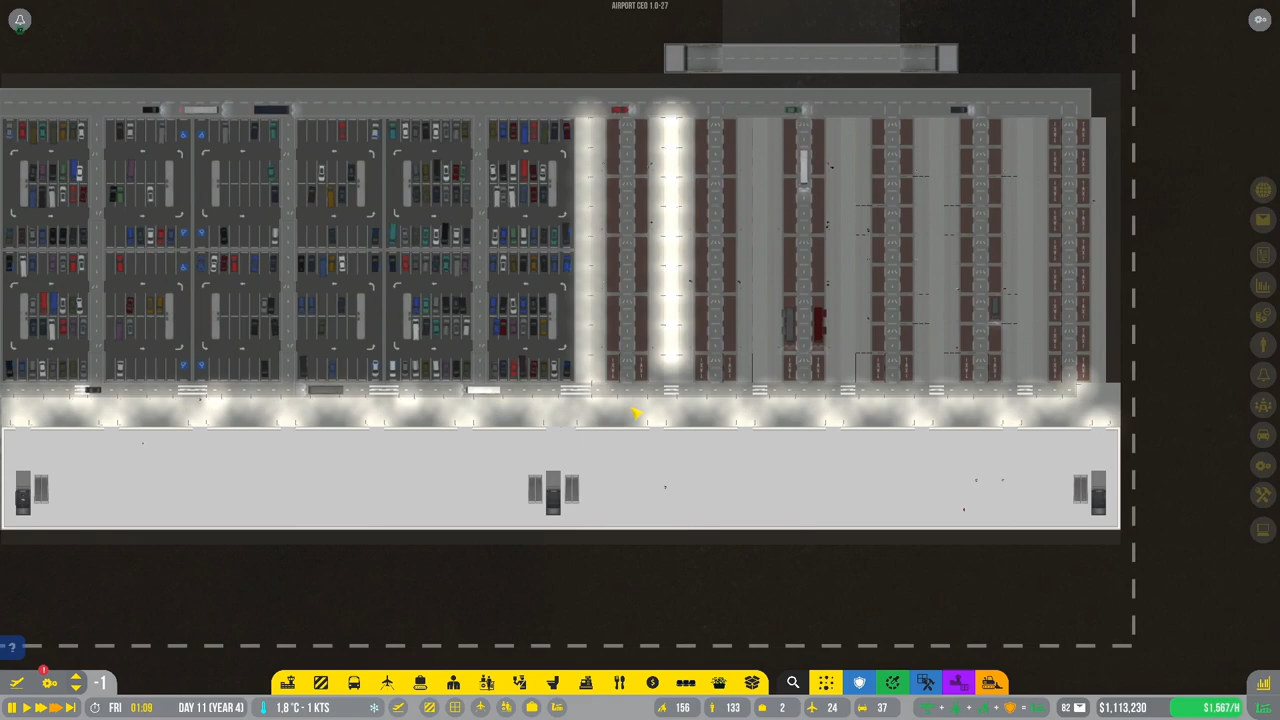 AIRPORT CEO 1.0-27
?
!
-1
FRI 01:09 DAY 11 (YEAR 4) 1,8°C - 1 KTS 156 133 2 24 37 82 $1,113,230 $1.567/H